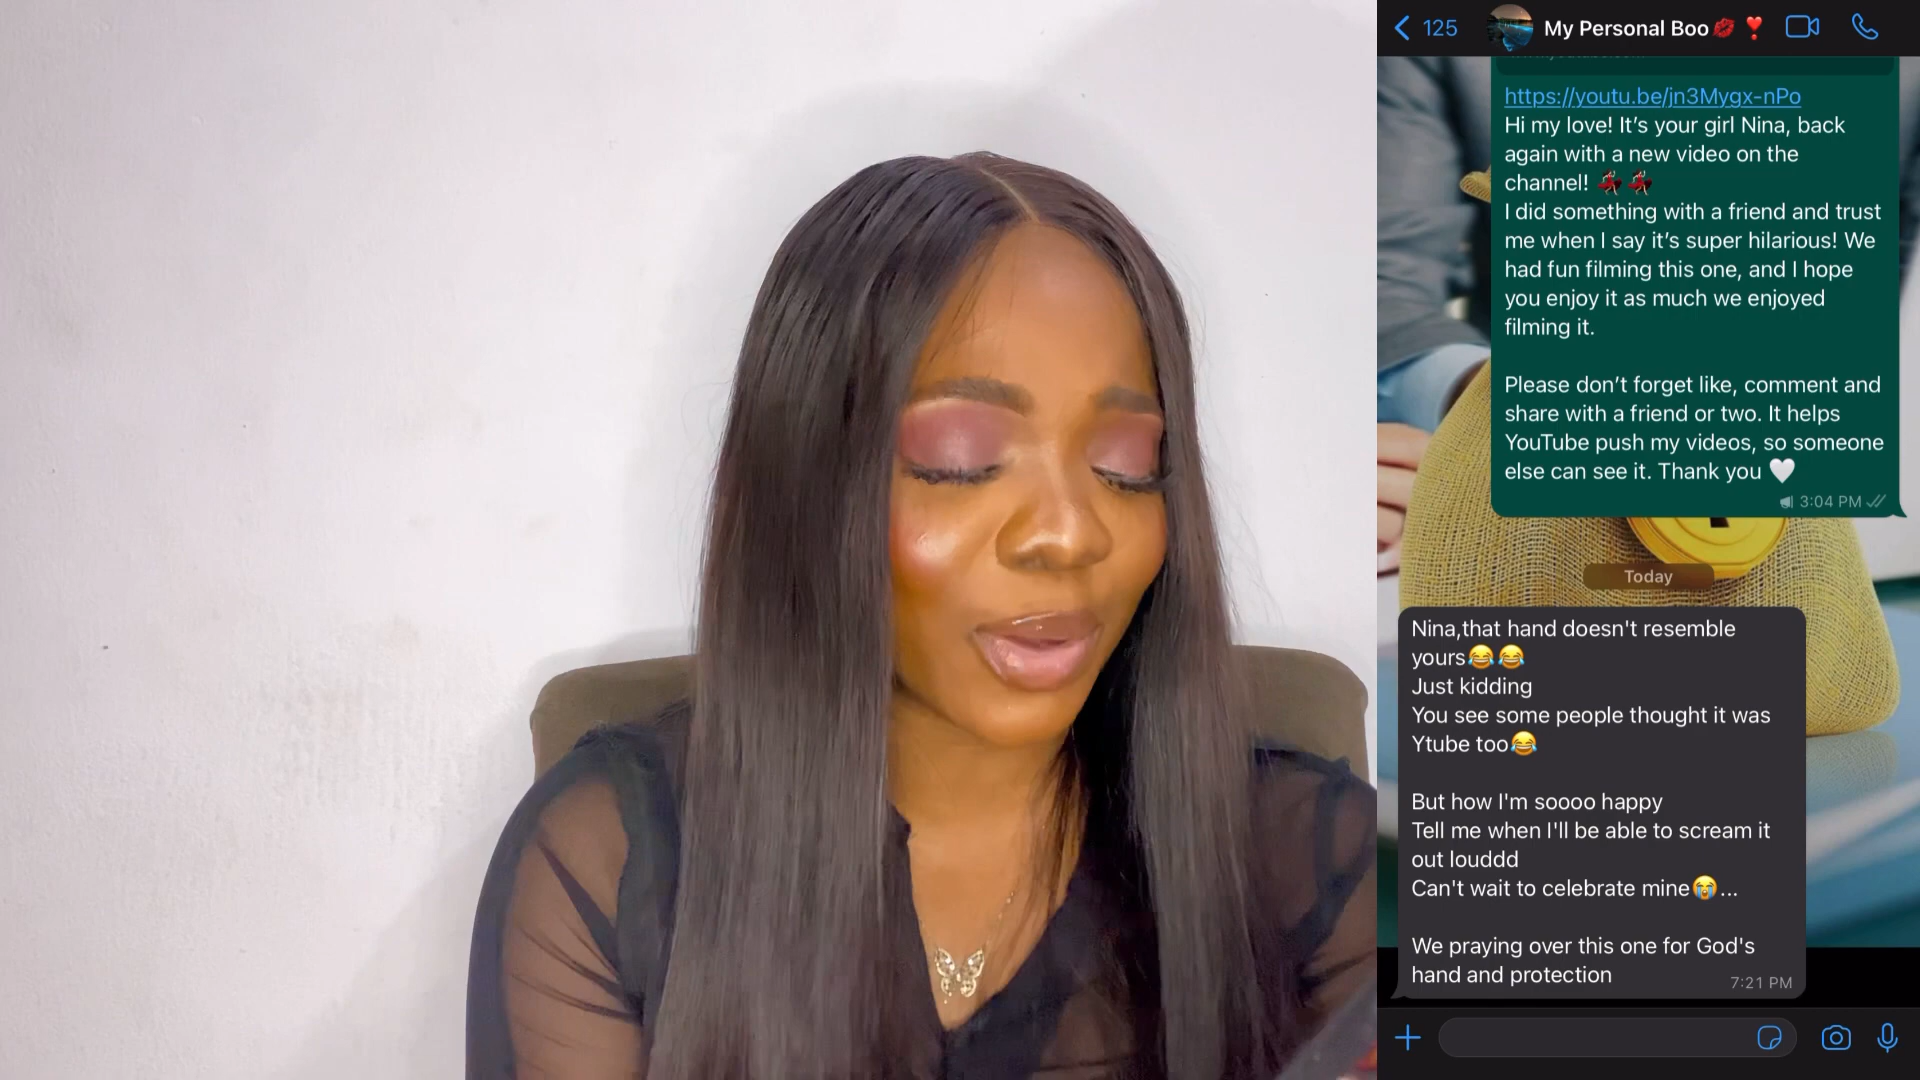 125
My Personal Boo💋❣️
https://youtu.be/jn3Mygx-nPo
Hi my love! It's your girl Nina, back
again with a new video on the
channel! 💃🏿💃🏿
I did something with a friend and trust
me when I say it's super hilarious! We
had fun filming this one, and I hope
you enjoy it as much we enjoyed
filming it.
Please don't forget like, comment and
share with a friend or two. It helps
YouTube push my videos, so someone
else can see it. Thank you 🤍
3:04 PM
Today
Nina,that hand doesn't resemble
yours😂😂
Just kidding
You see some people thought it was
Ytube too😂
But how I'm soooo happy
Tell me when I'll be able to scream it
out louddd
Can't wait to celebrate mine😭...
We praying over this one for God's
hand and protection
7:21 PM